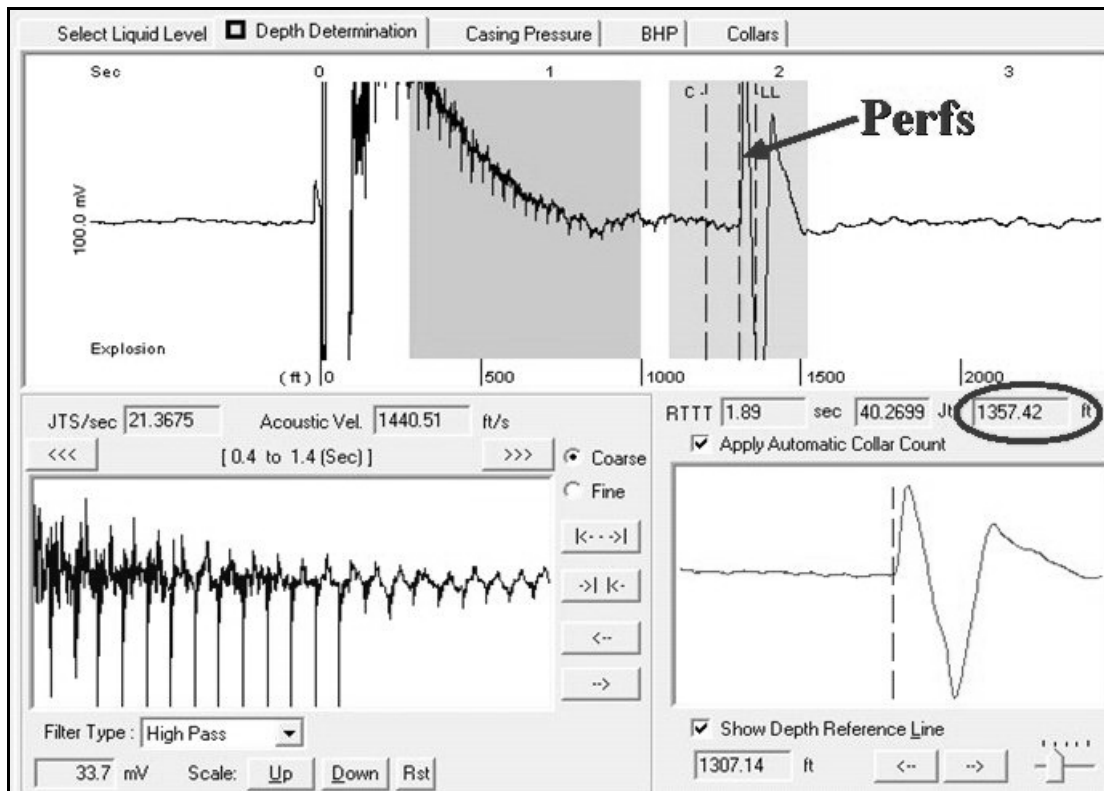 Select Liquid Level Depth Determination Casing Pressure BHP Collars
Sec 0 1 2 3
C LL
Perfs
100.0 mV
Explosion
(ft) 0 500 1000 1500 2000
JTS/sec 21.3675 Acoustic Vel. 1440.51 ft/s
<<< [ 0.4 to 1.4 (Sec) ] >>>
Coarse
Fine
|<--->|
->| |<-
<--
-->
Filter Type : High Pass
33.7 mV Scale: Up Down Rst
RTTT 1.89 sec 40.2699 Jt 1357.42 ft
Apply Automatic Collar Count
Show Depth Reference Line
1307.14 ft <-- -->